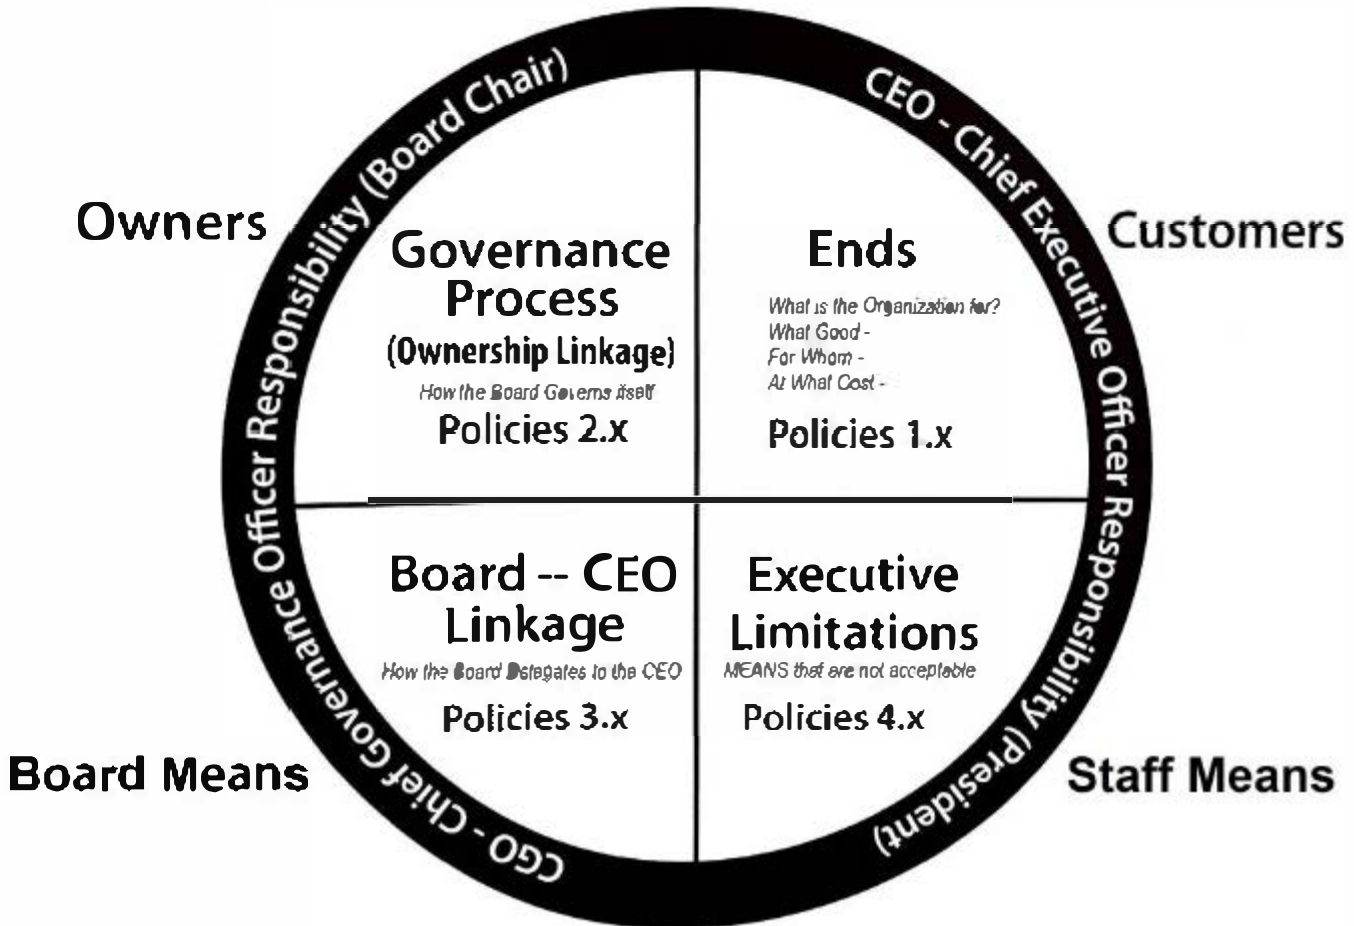 CGO - Chief Governance Officer Responsibility (Board Chair)
CEO - Chief Executive Officer Responsibility (President)
Owners
Customers
Governance
Process
(Ownership Linkage)
How the Board Governs itself
Policies 2.x
Ends
What is the Organization for?
What Good -
For Whom -
At What Cost -
Policies 1.x
Board -- CEO
Linkage
How the Board Delegates to the CEO
Policies 3.x
Executive
Limitations
MEANS that are not acceptable
Policies 4.x
Board Means
Staff Means